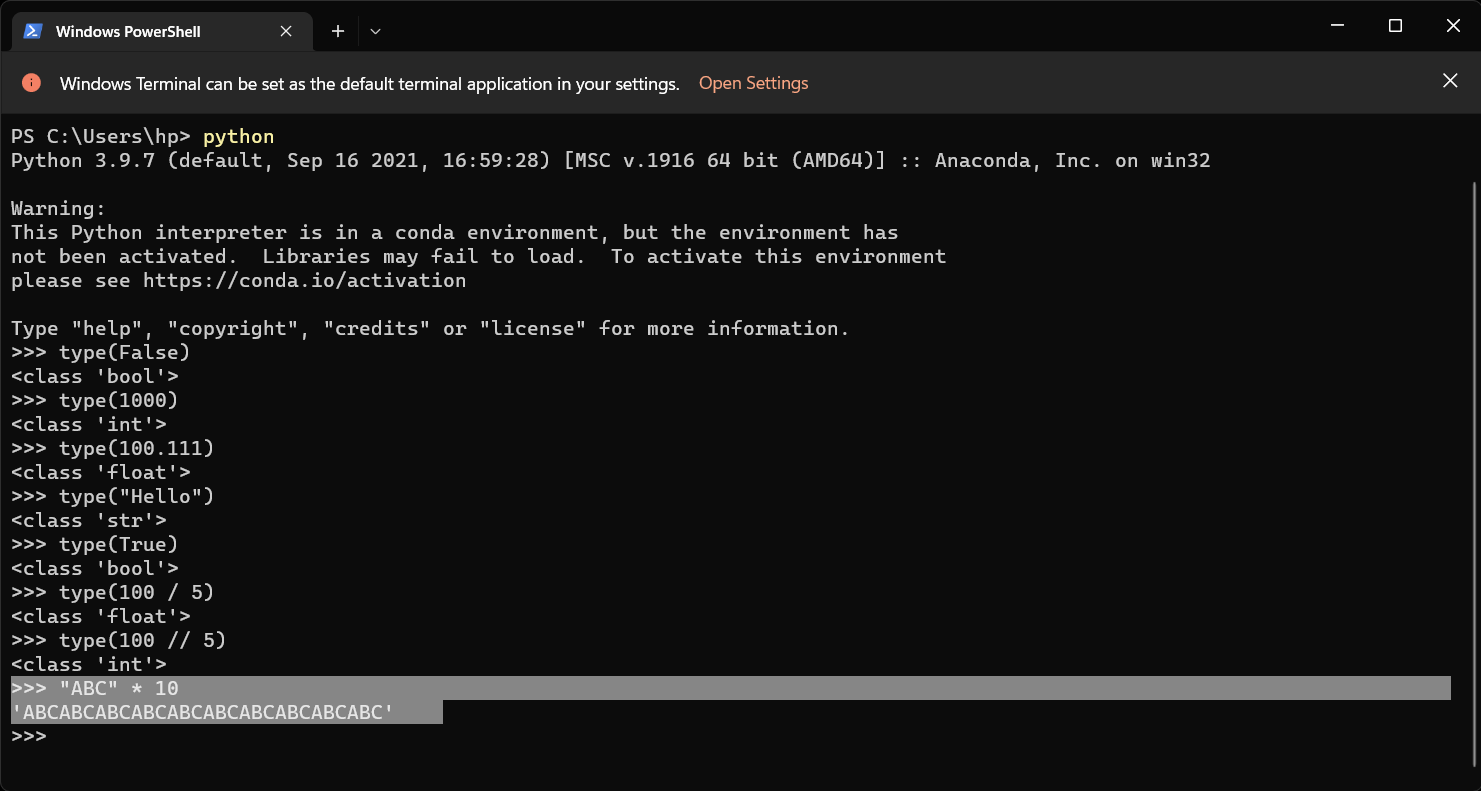 Windows PowerShell
Windows Terminal can be set as the default terminal application in your settings. Open Settings
PS C:\Users\hp> python
Python 3.9.7 (default, Sep 16 2021, 16:59:28) [MSC v.1916 64 bit (AMD64)] :: Anaconda, Inc. on win32
Warning:
This Python interpreter is in a conda environment, but the environment has
not been activated.  Libraries may fail to load.  To activate this environment
please see https://conda.io/activation
Type "help", "copyright", "credits" or "license" for more information.
>>> type(False)
<class 'bool'>
>>> type(1000)
<class 'int'>
>>> type(100.111)
<class 'float'>
>>> type("Hello")
<class 'str'>
>>> type(True)
<class 'bool'>
>>> type(100 / 5)
<class 'float'>
>>> type(100 // 5)
<class 'int'>
>>> "ABC" * 10
'ABCABCABCABCABCABCABCABCABCABC'
>>>